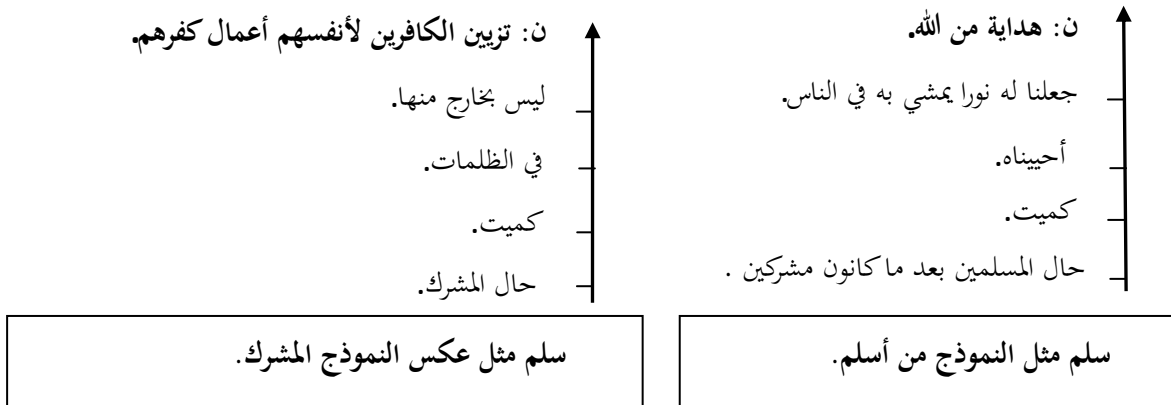 ن: هداية من الله.
جعلنا له نورا يمشي به في الناس.
أحييناه.
كميت.
حال المسلمين بعد ما كانون مشركين .
سلم مثل النموذج من أسلم.
ن: تزيين الكافرين لأنفسهم أعمال كفرهم.
ليس بخارج منها.
في الظلمات.
كميت.
حال المشرك.
سلم مثل عكس النموذج المشرك.